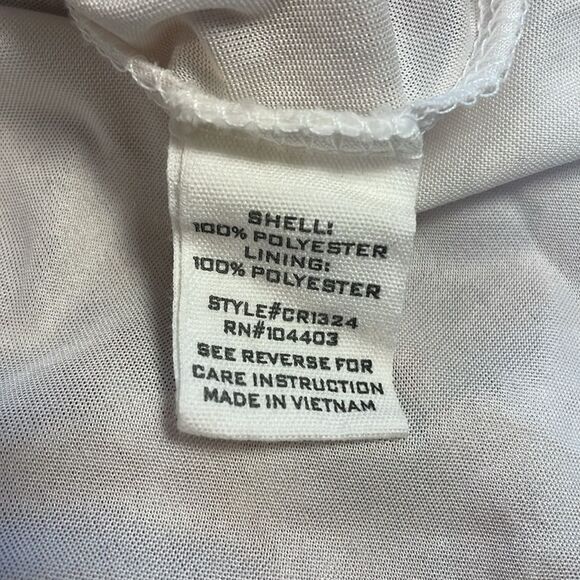 SHELL:
100% POLYESTER
LINING:
100% POLYESTER
STYLE#CR1324
RN#104403
SEE REVERSE FOR
CARE INSTRUCTION
MADE IN VIETNAM